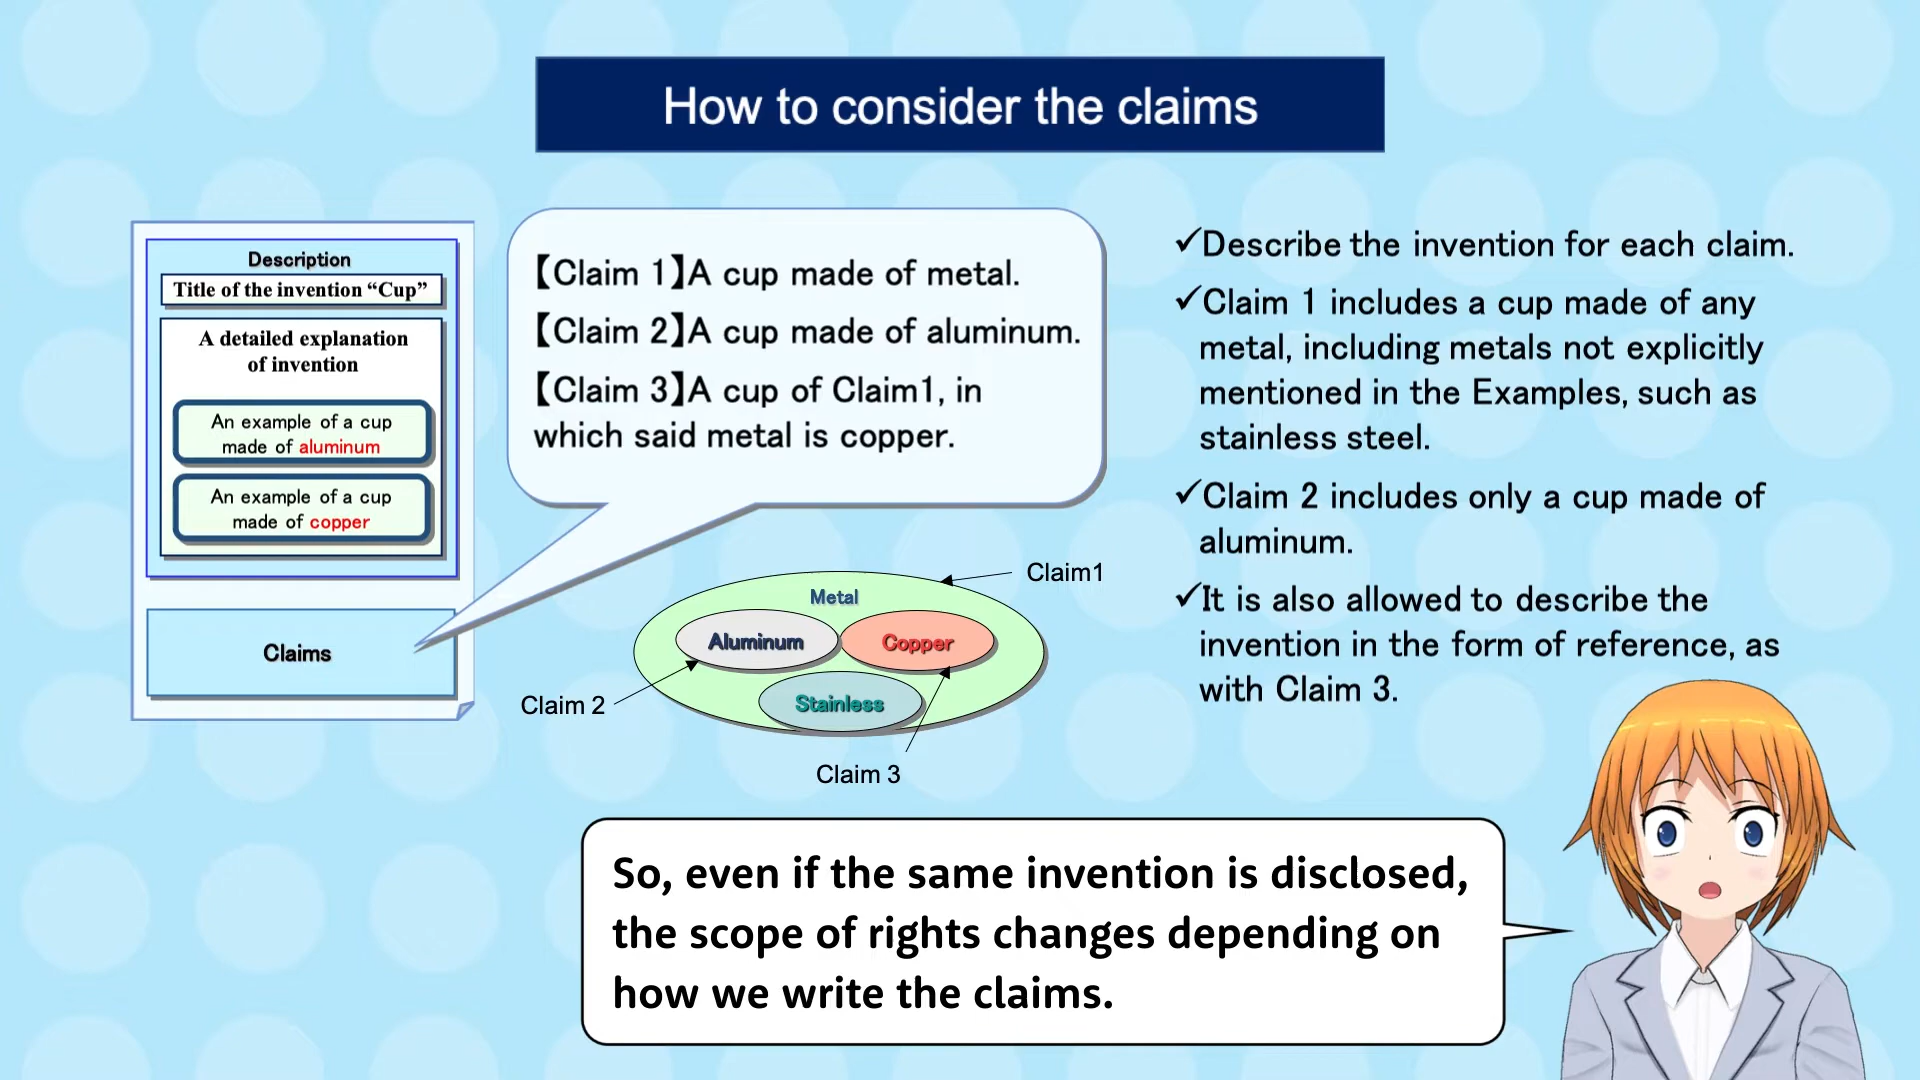 How to consider the claims
Description
Title of the invention “Cup”
A detailed explanation
of invention
An example of a cup
made of aluminum
An example of a cup
made of copper
Claims
【Claim 1】A cup made of metal.
【Claim 2】A cup made of aluminum.
【Claim 3】A cup of Claim1, in
which said metal is copper.
Claim1
Metal
Aluminum
Copper
Stainless
Claim 2
Claim 3
✓Describe the invention for each claim.
✓Claim 1 includes a cup made of any
metal, including metals not explicitly
mentioned in the Examples, such as
stainless steel.
✓Claim 2 includes only a cup made of
aluminum.
✓It is also allowed to describe the
invention in the form of reference, as
with Claim 3.
So, even if the same invention is disclosed,
the scope of rights changes depending on
how we write the claims.